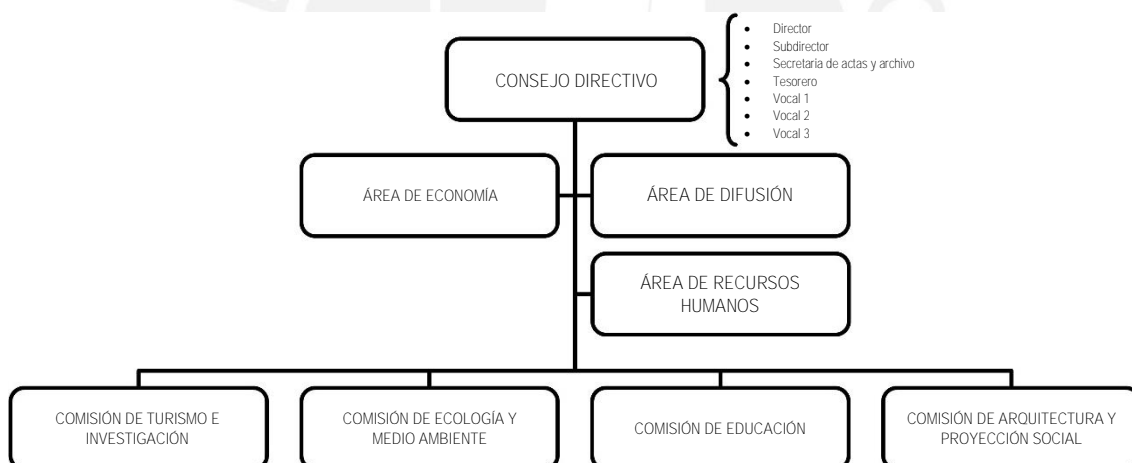 CONSEJO DIRECTIVO
• Director
• Subdirector
• Secretaria de actas y archivo
• Tesorero
• Vocal 1
• Vocal 2
• Vocal 3
ÁREA DE ECONOMÍA
ÁREA DE DIFUSIÓN
ÁREA DE RECURSOS
HUMANOS
COMISIÓN DE TURISMO E
INVESTIGACIÓN
COMISIÓN DE ECOLOGÍA Y
MEDIO AMBIENTE
COMISIÓN DE EDUCACIÓN
COMISIÓN DE ARQUITECTURA Y
PROYECCIÓN SOCIAL